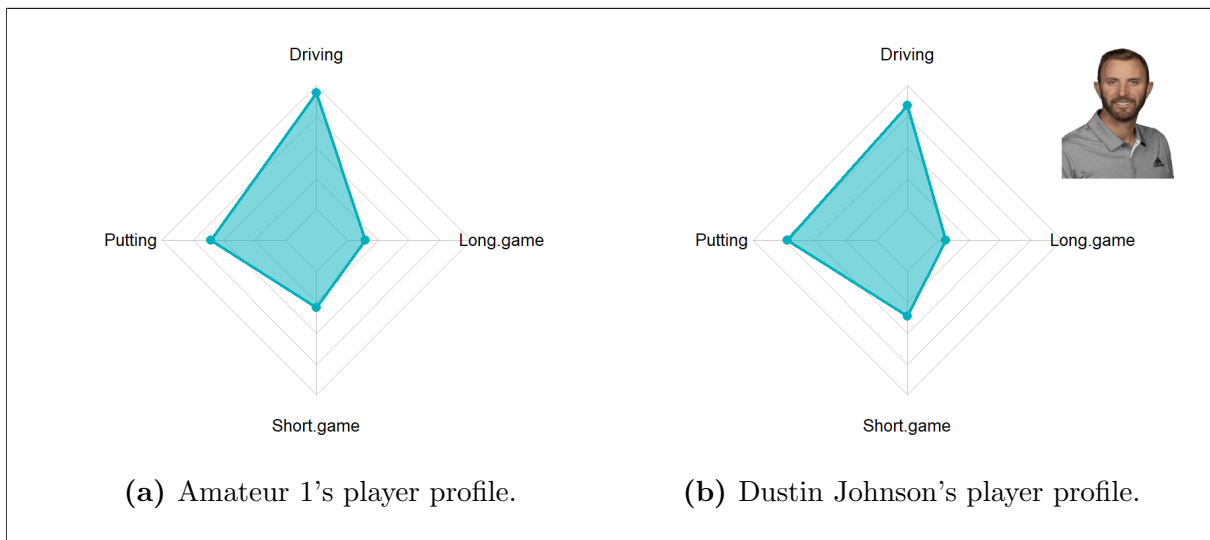 Driving
Putting
Long.game
Short.game
Driving
Putting
Long.game
Short.game
(a) Amateur 1's player profile.
(b) Dustin Johnson's player profile.